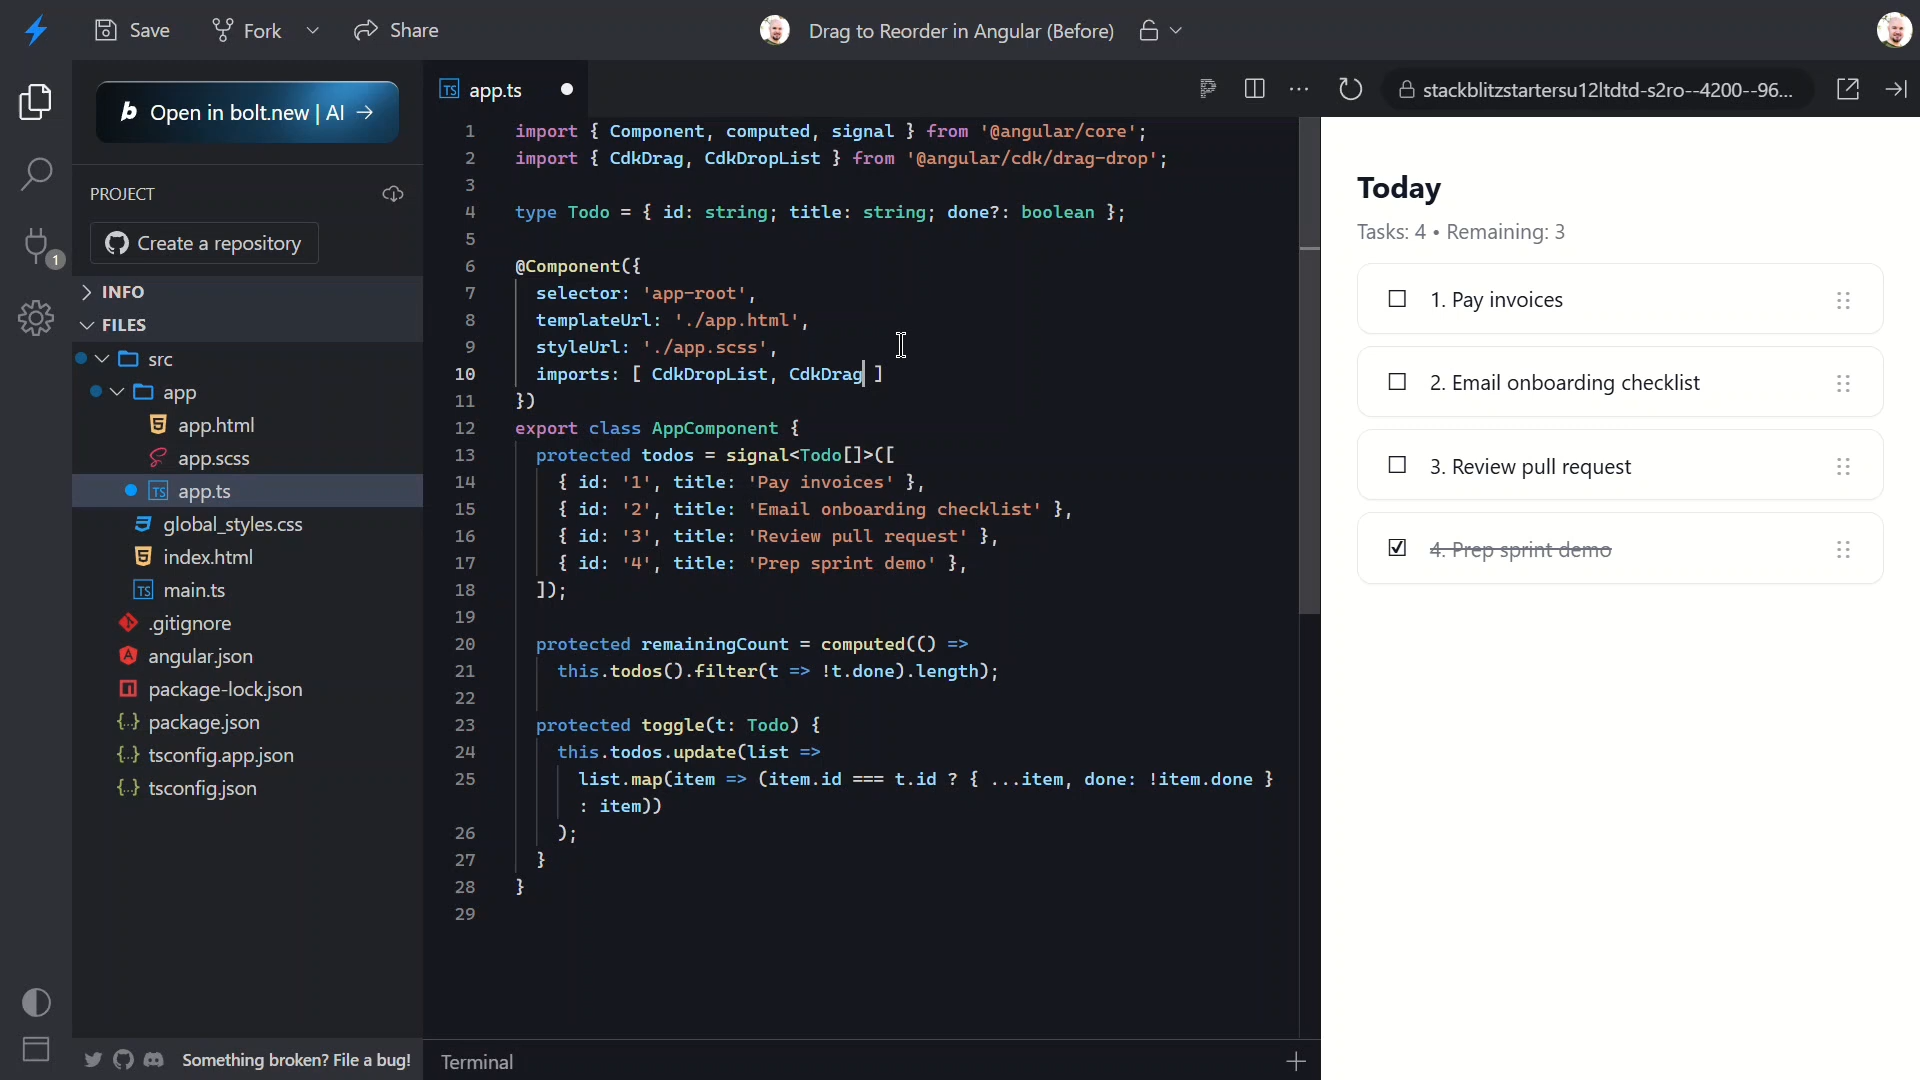 Save
Fork
Share
Drag to Reorder in Angular (Before)
b Open in bolt.new | AI →
PROJECT
Create a repository
1
INFO
FILES
src
app
app.html
app.scss
TS app.ts
global_styles.css
index.html
TS main.ts
.gitignore
angular.json
package-lock.json
{..} package.json
{..} tsconfig.app.json
{..} tsconfig.json
Something broken? File a bug!
TS app.ts
1 import { Component, computed, signal } from '@angular/core';
2 import { CdkDrag, CdkDropList } from '@angular/cdk/drag-drop';
3
4 type Todo = { id: string; title: string; done?: boolean };
5
6 @Component({
7 selector: 'app-root',
8 templateUrl: './app.html',
9 styleUrl: './app.scss',
10 imports: [ CdkDropList, CdkDrag ]
11 })
12 export class AppComponent {
13 protected todos = signal<Todo[]>([
14 { id: '1', title: 'Pay invoices' },
15 { id: '2', title: 'Email onboarding checklist' },
16 { id: '3', title: 'Review pull request' },
17 { id: '4', title: 'Prep sprint demo' },
18 ]);
19
20 protected remainingCount = computed(() =>
21 this.todos().filter(t => !t.done).length);
22
23 protected toggle(t: Todo) {
24 this.todos.update(list =>
25 list.map(item => (item.id === t.id ? { ...item, done: !item.done }
: item))
26 );
27 }
28 }
29
Terminal
stackblitzstartersu12ltdtd-s2ro--4200--96...
Today
Tasks: 4 • Remaining: 3
1. Pay invoices
2. Email onboarding checklist
3. Review pull request
4. Prep sprint demo